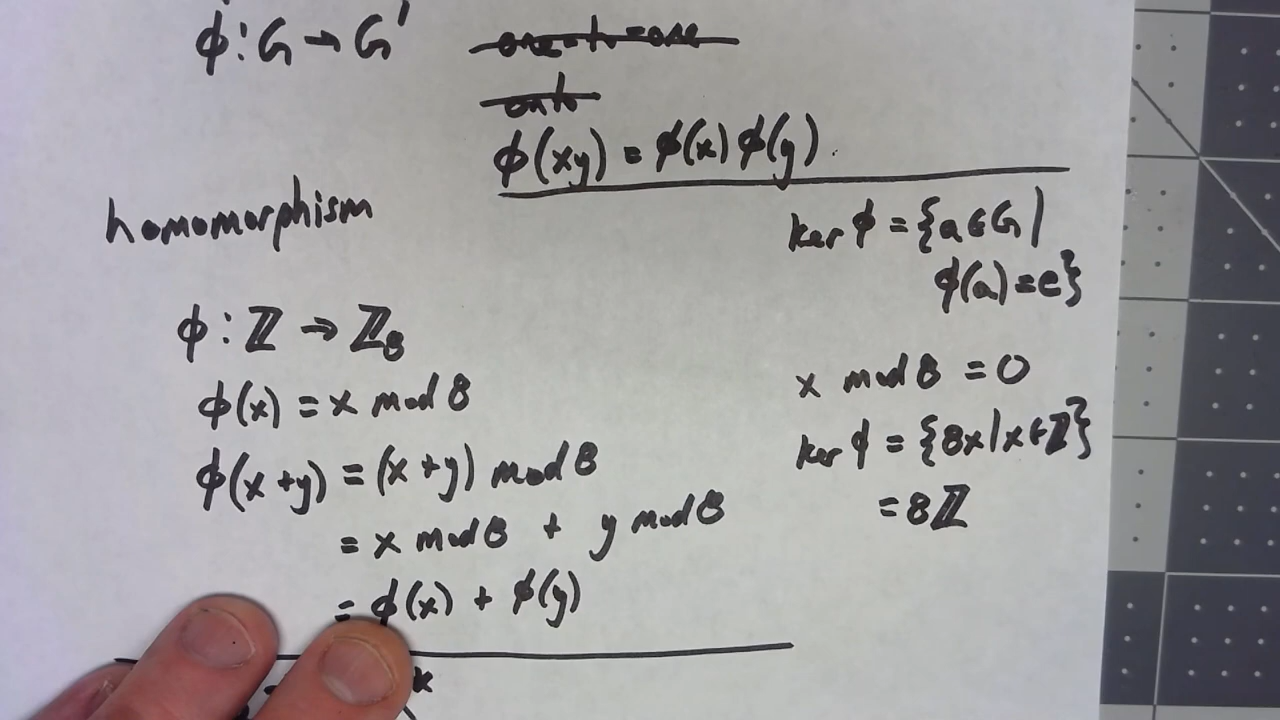 ϕ: G → G'
one-to-one
onto
ϕ(xy) = ϕ(x) ϕ(y).
homomorphism
ker ϕ = {a ∈ G |
ϕ(a) = e}
ϕ: ℤ → ℤ₈
ϕ(x) = x mod 8
ϕ(x+y) = (x+y) mod 8
= x mod 8 + y mod 8
= ϕ(x) + ϕ(y)
x mod 8 = 0
ker ϕ = {8x | x ∈ ℤ}
= 8ℤ